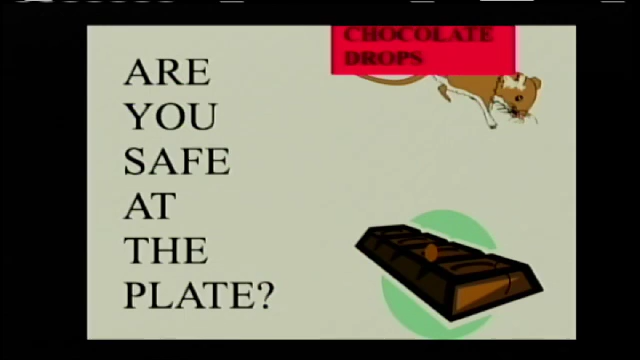 CHOCOLATE
DROPS
ARE
YOU
SAFE
AT
THE
PLATE?